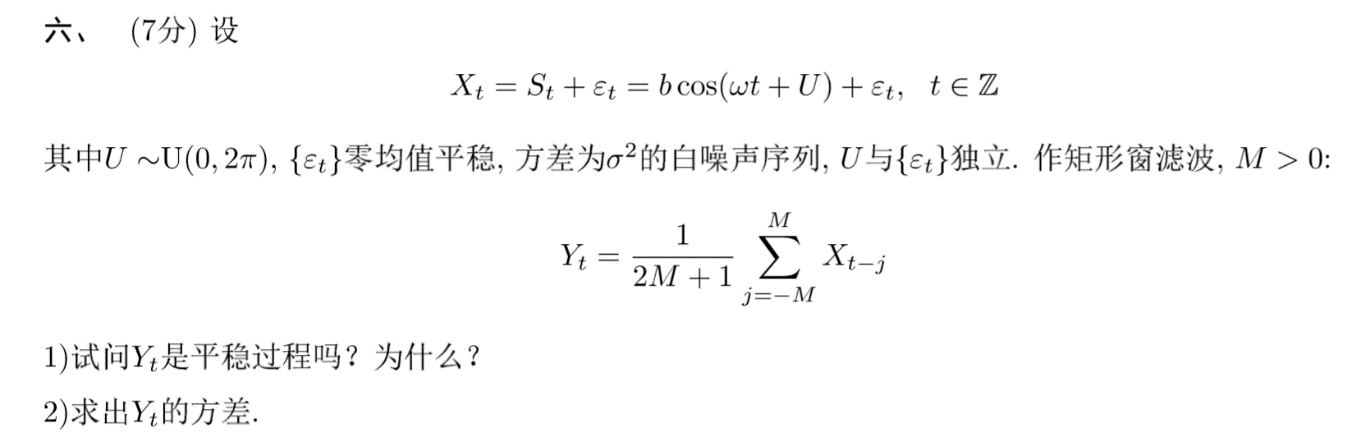 六、 (7分) 设
X_t = S_t + ε_t = b cos(ωt + U) + ε_t, t ∈ ℤ
其中U ~U(0, 2π), {ε_t}零均值平稳, 方差为σ²的白噪声序列, U与{ε_t}独立. 作矩形窗滤波, M > 0:
Y_t = \frac{1}{2M + 1} \sum_{j=-M}^{M} X_{t-j}
1)试问Y_t是平稳过程吗? 为什么?
2)求出Y_t的方差.